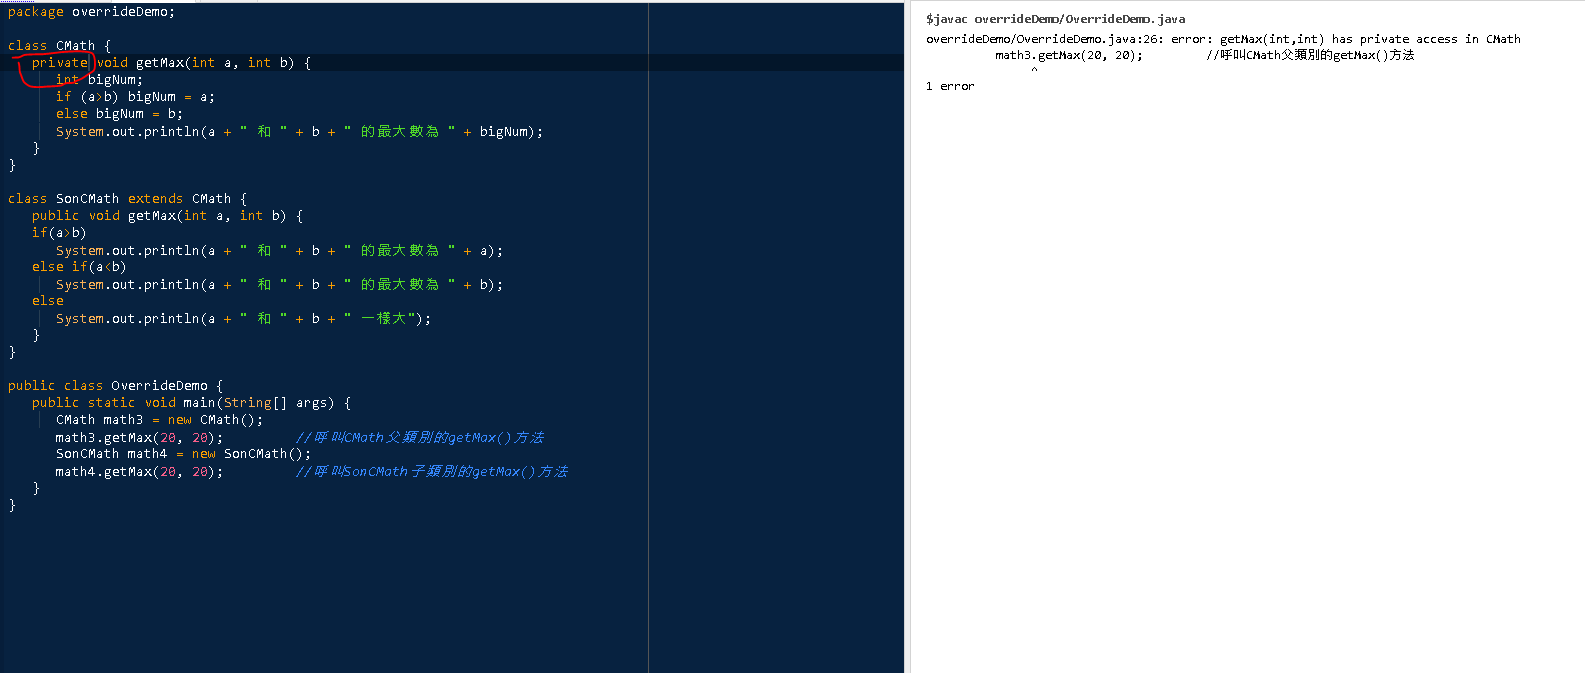 package overrideDemo;
class CMath {
private void getMax(int a, int b) {
int bigNum;
if (a>b) bigNum = a;
else bigNum = b;
System.out.println(a + " 和 " + b + " 的最大數為 " + bigNum);
}
}
class SonCMath extends CMath {
public void getMax(int a, int b) {
if(a>b)
System.out.println(a + " 和 " + b + " 的最大數為 " + a);
else if(a<b)
System.out.println(a + " 和 " + b + " 的最大數為 " + b);
else
System.out.println(a + " 和 " + b + " 一樣大");
}
}
public class OverrideDemo {
public static void main(String[] args) {
CMath math3 = new CMath();
math3.getMax(20, 20); //呼叫CMath父類別的getMax()方法
SonCMath math4 = new SonCMath();
math4.getMax(20, 20); //呼叫SonCMath子類別的getMax()方法
}
}
$javac overrideDemo/OverrideDemo.java
overrideDemo/OverrideDemo.java:26: error: getMax(int,int) has private access in CMath
math3.getMax(20, 20); //呼叫CMath父類別的getMax()方法
^
1 error